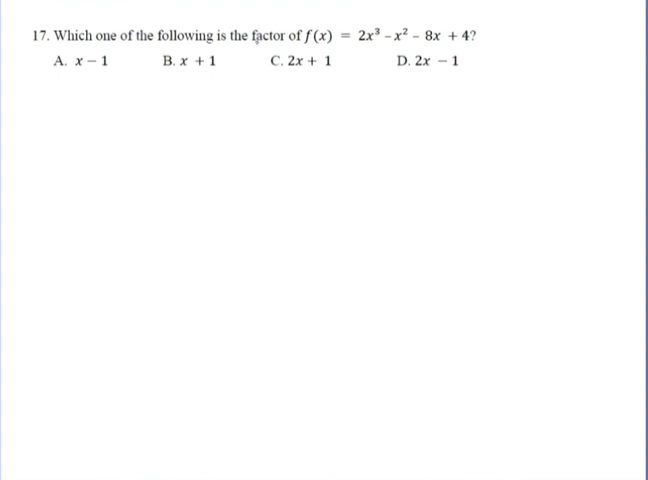 17. Which one of the following is the factor of f(x) = 2x³ – x² – 8x + 4?
A. x – 1 B. x + 1 C. 2x + 1 D. 2x – 1